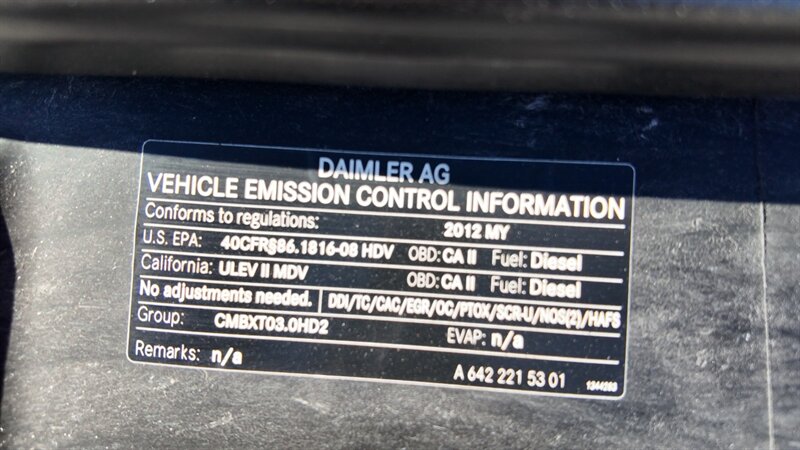 DAIMLER AG
VEHICLE EMISSION CONTROL INFORMATION
Conforms to regulations: 2012 MY
U.S. EPA: 40CFR§86.1816-08 HDV OBD: CA II Fuel: Diesel
California: ULEV II MDV OBD: CA II Fuel: Diesel
No adjustments needed. DDI/TC/CAC/EGR/OC/PTOX/SCR-U/NOS(2)/HAFS
Group: CMBXT03.0HD2 EVAP: n/a
Remarks: n/a A 642 221 53 01